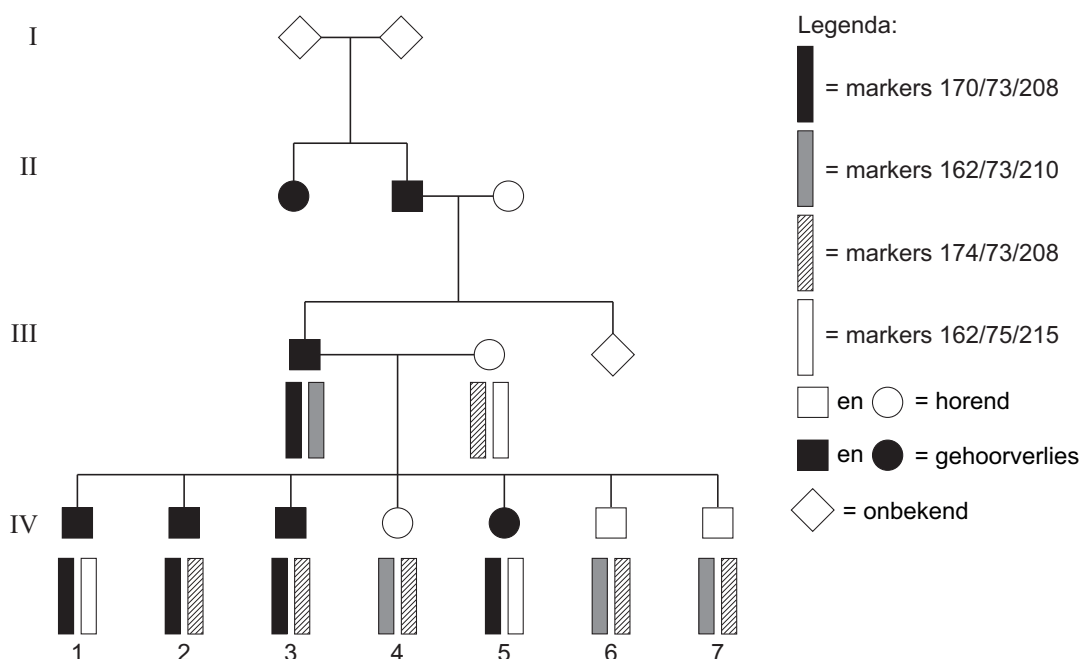 I
II
III
IV
1 2 3 4 5 6 7
Legenda:
= markers 170/73/208
= markers 162/73/210
= markers 174/73/208
= markers 162/75/215
en = horend
en = gehoorverlies
= onbekend